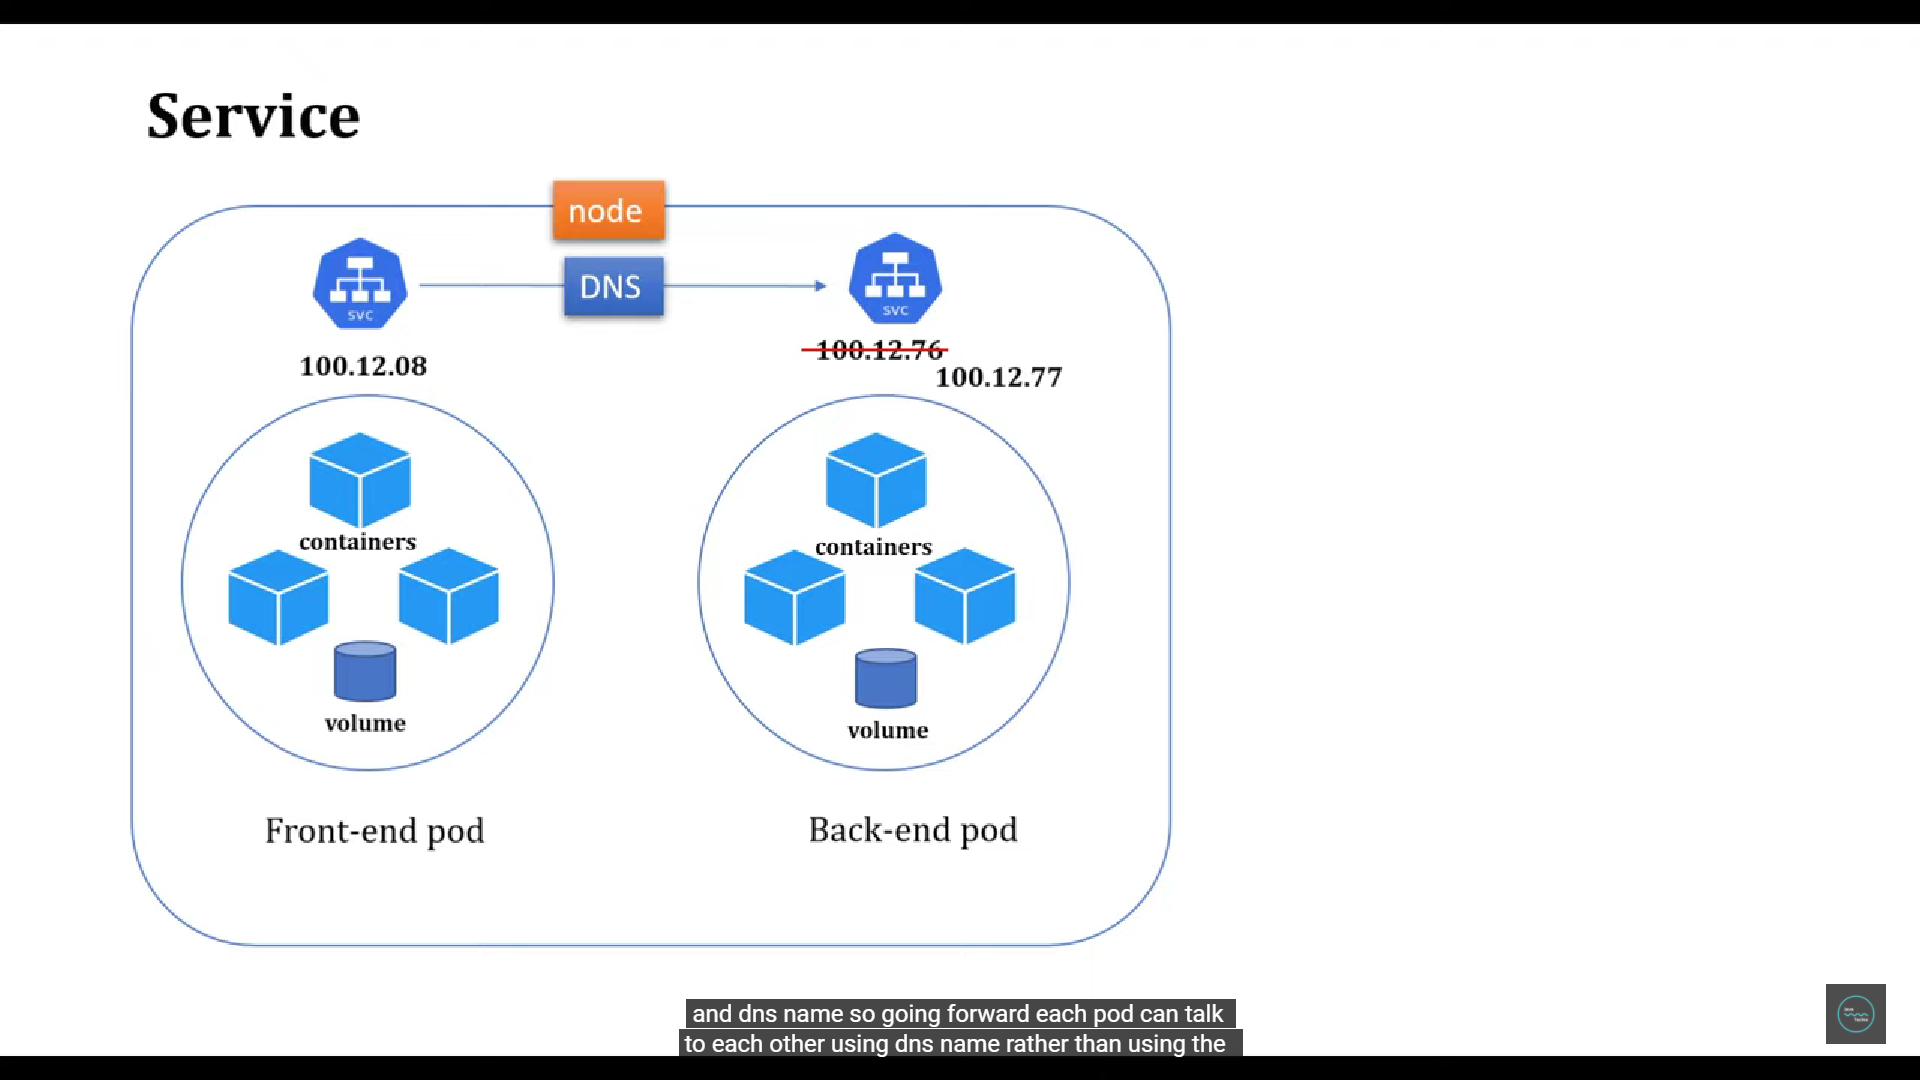 Service
node
DNS
svc
svc
100.12.08
100.12.76
100.12.77
containers
containers
volume
volume
Front-end pod
Back-end pod
and dns name so going forward each pod can talk
to each other using dns name rather than using the